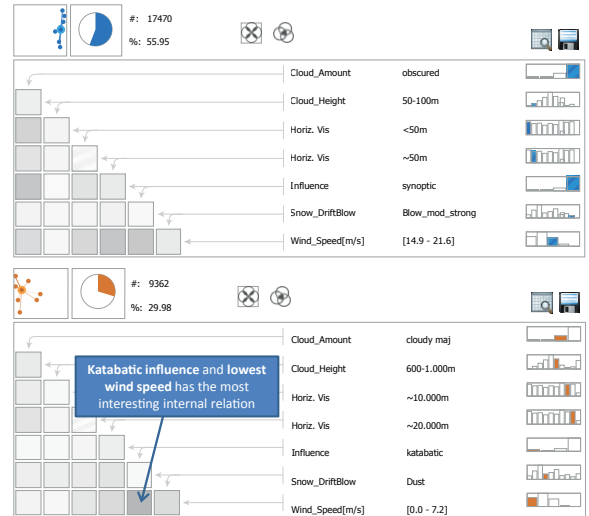 #: 17470
%: 55.95
Cloud_Amount obscured
Cloud_Height 50-100m
Horiz. Vis <50m
Horiz. Vis ~50m
Influence synoptic
Snow_DriftBlow Blow_mod_strong
Wind_Speed[m/s] [14.9 - 21.6]
#: 9362
%: 29.98
Cloud_Amount cloudy maj
Katabatic influence and lowest
wind speed has the most
interesting internal relation
Cloud_Height 600-1.000m
Horiz. Vis ~10.000m
Horiz. Vis ~20.000m
Influence katabatic
Snow_DriftBlow Dust
Wind_Speed[m/s] [0.0 - 7.2]